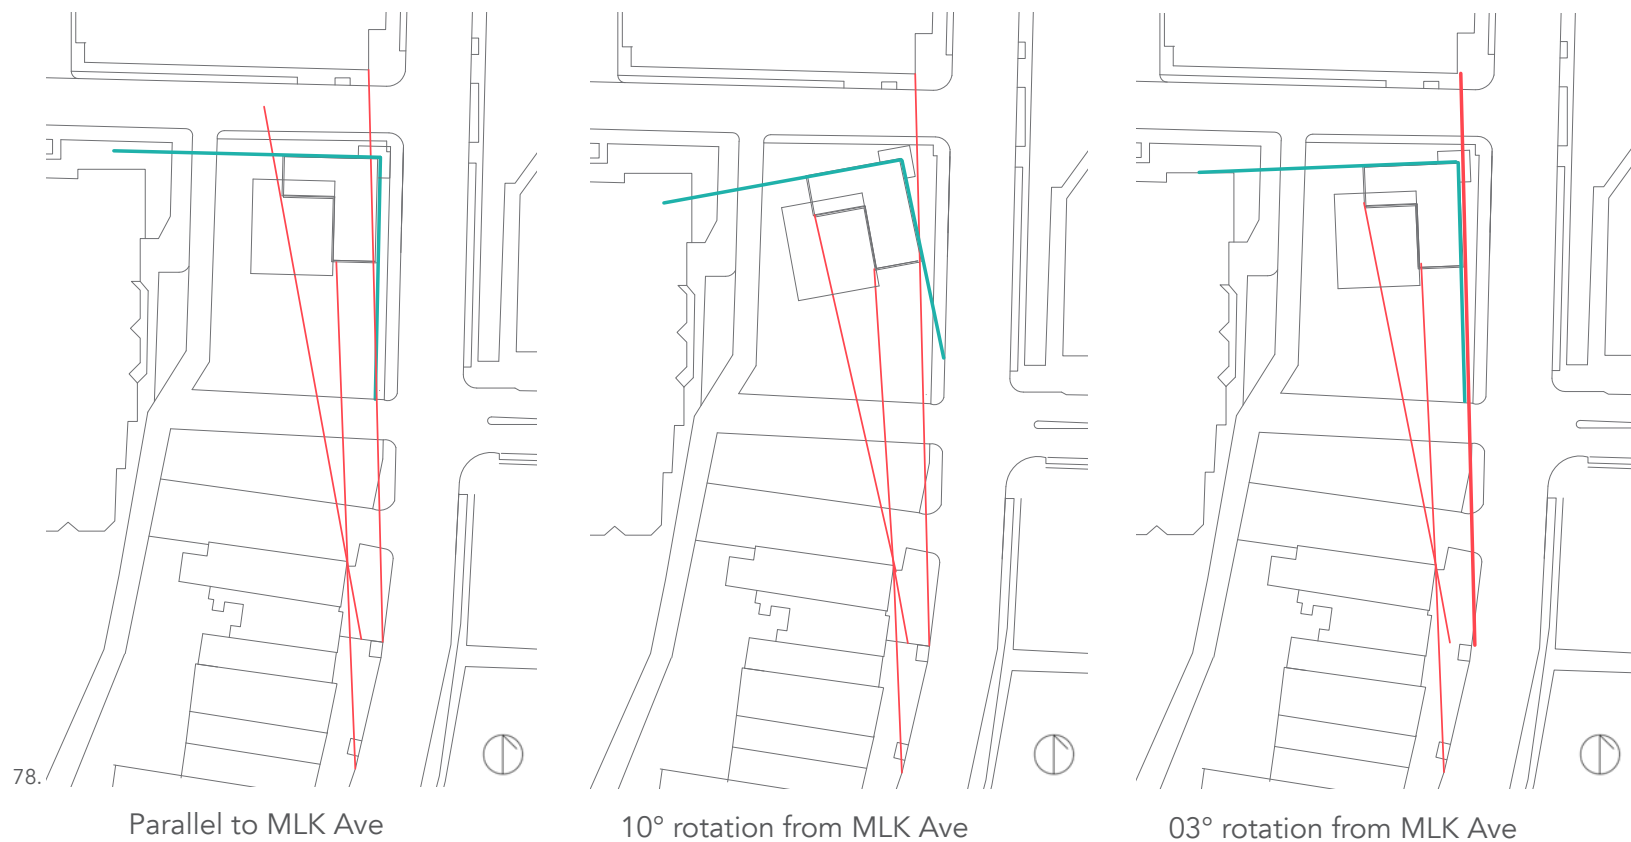 78.
Parallel to MLK Ave
10° rotation from MLK Ave
03° rotation from MLK Ave